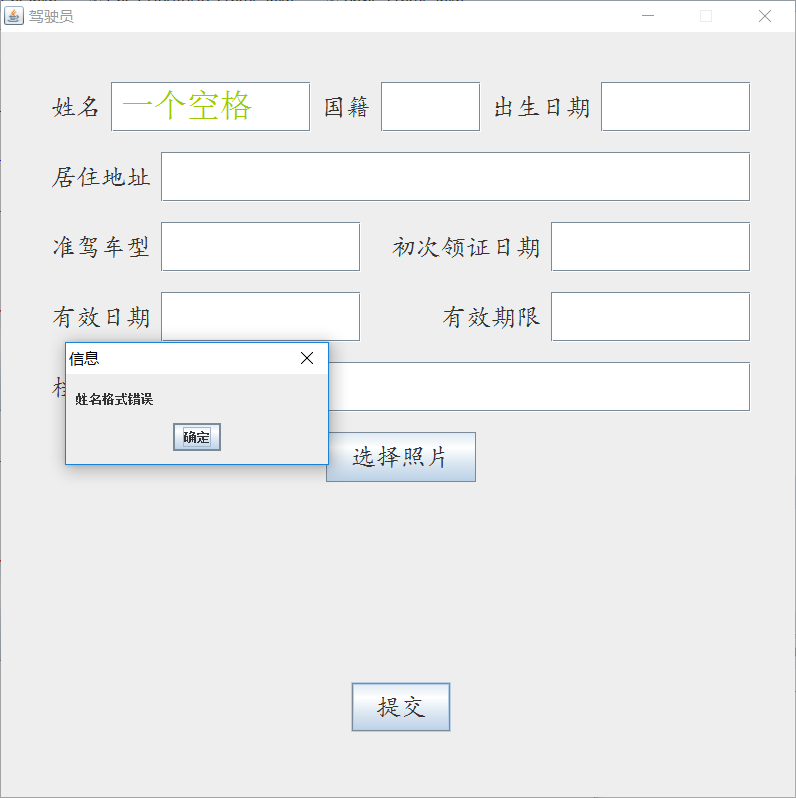 驾驶员
姓名 一个空格 国籍 出生日期
居住地址
准驾车型 初次领证日期
有效日期 有效期限
信息
姓名格式错误
确定
选择照片
提交